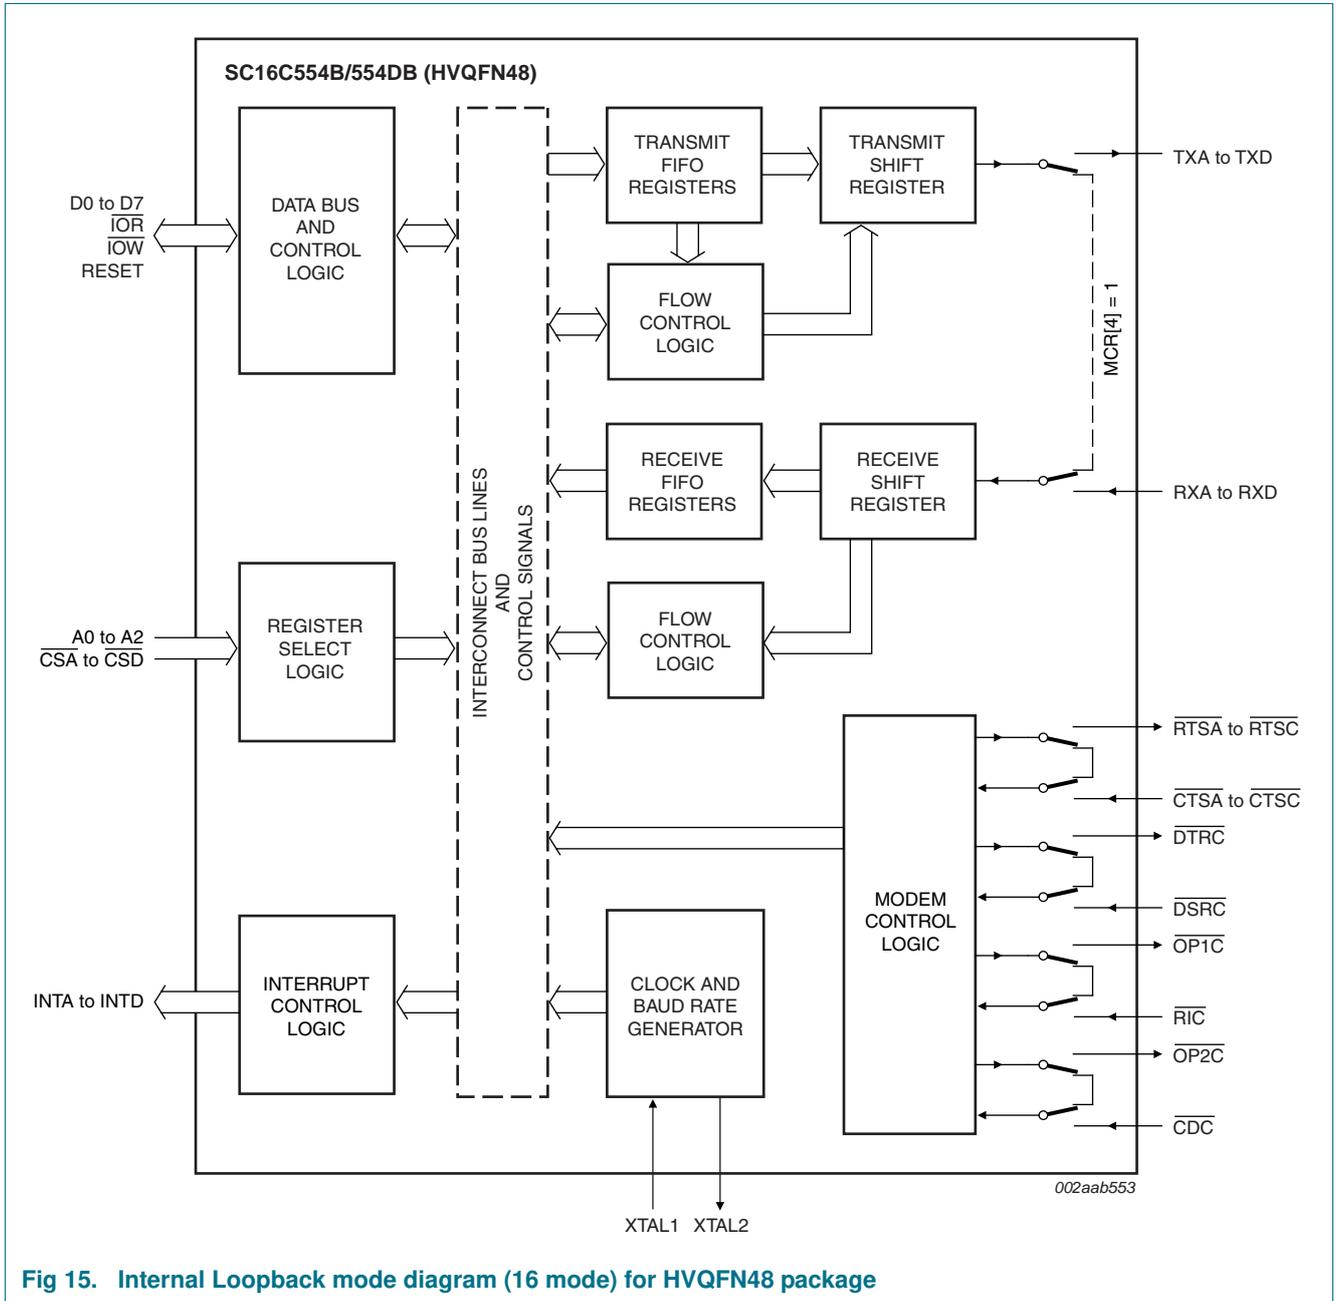 SC16C554B/554DB (HVQFN48)
D0 to D7
IOR
IOW
RESET
DATA BUS
AND
CONTROL
LOGIC
TRANSMIT
FIFO
REGISTERS
TRANSMIT
SHIFT
REGISTER
TXA to TXD
FLOW
CONTROL
LOGIC
MCR[4] = 1
RECEIVE
FIFO
REGISTERS
RECEIVE
SHIFT
REGISTER
RXA to RXD
INTERCONNECT BUS LINES
AND
CONTROL SIGNALS
A0 to A2
CSA to CSD
REGISTER
SELECT
LOGIC
FLOW
CONTROL
LOGIC
RTSA to RTSC
CTSA to CTSC
DTRC
DSRC
OP1C
RIC
OP2C
CDC
MODEM
CONTROL
LOGIC
INTA to INTD
INTERRUPT
CONTROL
LOGIC
CLOCK AND
BAUD RATE
GENERATOR
XTAL1 XTAL2
002aab553
Fig 15. Internal Loopback mode diagram (16 mode) for HVQFN48 package